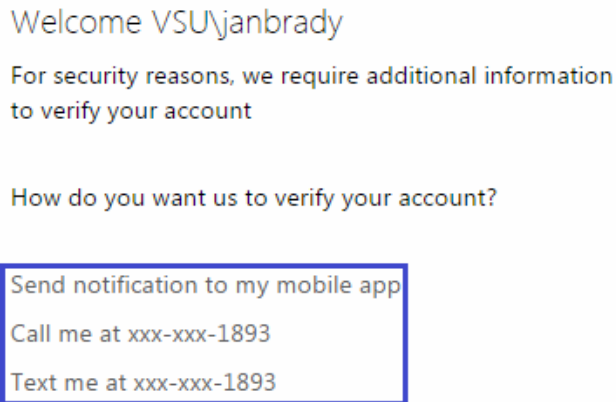 Welcome VSU\janbrady
For security reasons, we require additional information
to verify your account
How do you want us to verify your account?
Send notification to my mobile app
Call me at xxx-xxx-1893
Text me at xxx-xxx-1893